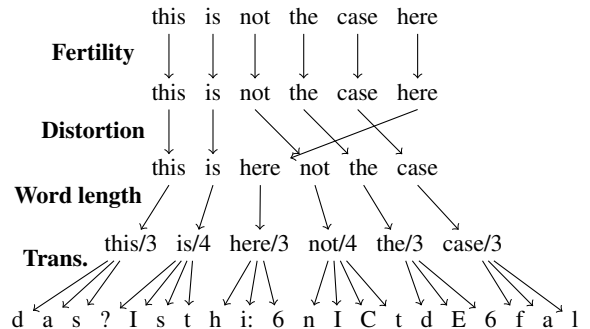 this is not the case here
Fertility
this is not the case here
Distortion
this is here not the case
Word length
this/3 is/4 here/3 not/4 the/3 case/3
Trans.
d a s ? I s t h i: 6 n I C t d E 6 f a l